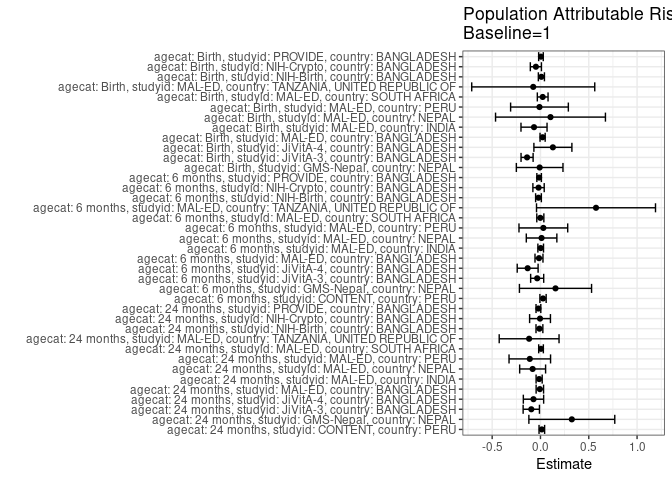 Population Attributable Ris
Baseline=1
agecat: Birth, studyid: PROVIDE, country: BANGLADESH
agecat: Birth, studyid: NIH-Crypto, country: BANGLADESH
agecat: Birth, studyid: NIH-Birth, country: BANGLADESH
agecat: Birth, studyid: MAL-ED, country: TANZANIA, UNITED REPUBLIC OF
agecat: Birth, studyid: MAL-ED, country: SOUTH AFRICA
agecat: Birth, studyid: MAL-ED, country: PERU
agecat: Birth, studyid: MAL-ED, country: NEPAL
agecat: Birth, studyid: MAL-ED, country: INDIA
agecat: Birth, studyid: MAL-ED, country: BANGLADESH
agecat: Birth, studyid: JiVitA-4, country: BANGLADESH
agecat: Birth, studyid: JiVitA-3, country: BANGLADESH
agecat: Birth, studyid: GMS-Nepal, country: NEPAL
agecat: 6 months, studyid: PROVIDE, country: BANGLADESH
agecat: 6 months, studyid: NIH-Crypto, country: BANGLADESH
agecat: 6 months, studyid: NIH-Birth, country: BANGLADESH
agecat: 6 months, studyid: MAL-ED, country: TANZANIA, UNITED REPUBLIC OF
agecat: 6 months, studyid: MAL-ED, country: SOUTH AFRICA
agecat: 6 months, studyid: MAL-ED, country: PERU
agecat: 6 months, studyid: MAL-ED, country: NEPAL
agecat: 6 months, studyid: MAL-ED, country: INDIA
agecat: 6 months, studyid: MAL-ED, country: BANGLADESH
agecat: 6 months, studyid: JiVitA-4, country: BANGLADESH
agecat: 6 months, studyid: JiVitA-3, country: BANGLADESH
agecat: 6 months, studyid: GMS-Nepal, country: NEPAL
agecat: 6 months, studyid: CONTENT, country: PERU
agecat: 24 months, studyid: PROVIDE, country: BANGLADESH
agecat: 24 months, studyid: NIH-Crypto, country: BANGLADESH
agecat: 24 months, studyid: NIH-Birth, country: BANGLADESH
agecat: 24 months, studyid: MAL-ED, country: TANZANIA, UNITED REPUBLIC OF
agecat: 24 months, studyid: MAL-ED, country: SOUTH AFRICA
agecat: 24 months, studyid: MAL-ED, country: PERU
agecat: 24 months, studyid: MAL-ED, country: NEPAL
agecat: 24 months, studyid: MAL-ED, country: INDIA
agecat: 24 months, studyid: MAL-ED, country: BANGLADESH
agecat: 24 months, studyid: JiVitA-4, country: BANGLADESH
agecat: 24 months, studyid: JiVitA-3, country: BANGLADESH
agecat: 24 months, studyid: GMS-Nepal, country: NEPAL
agecat: 24 months, studyid: CONTENT, country: PERU
-0.5 0.0 0.5 1.0
Estimate